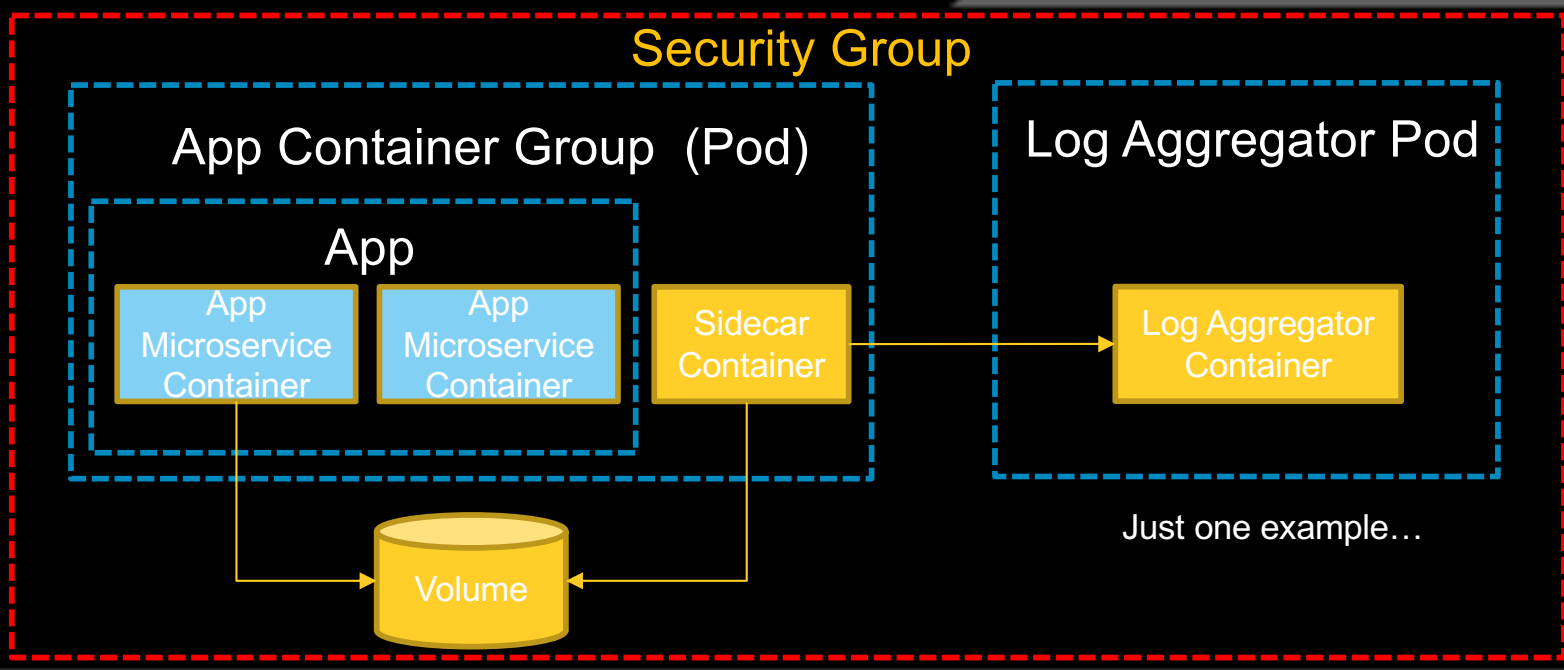 Security Group
App Container Group (Pod)
Log Aggregator Pod
App
App
Microservice
Container
App
Microservice
Container
Sidecar
Container
Log Aggregator
Container
Just one example…
Volume